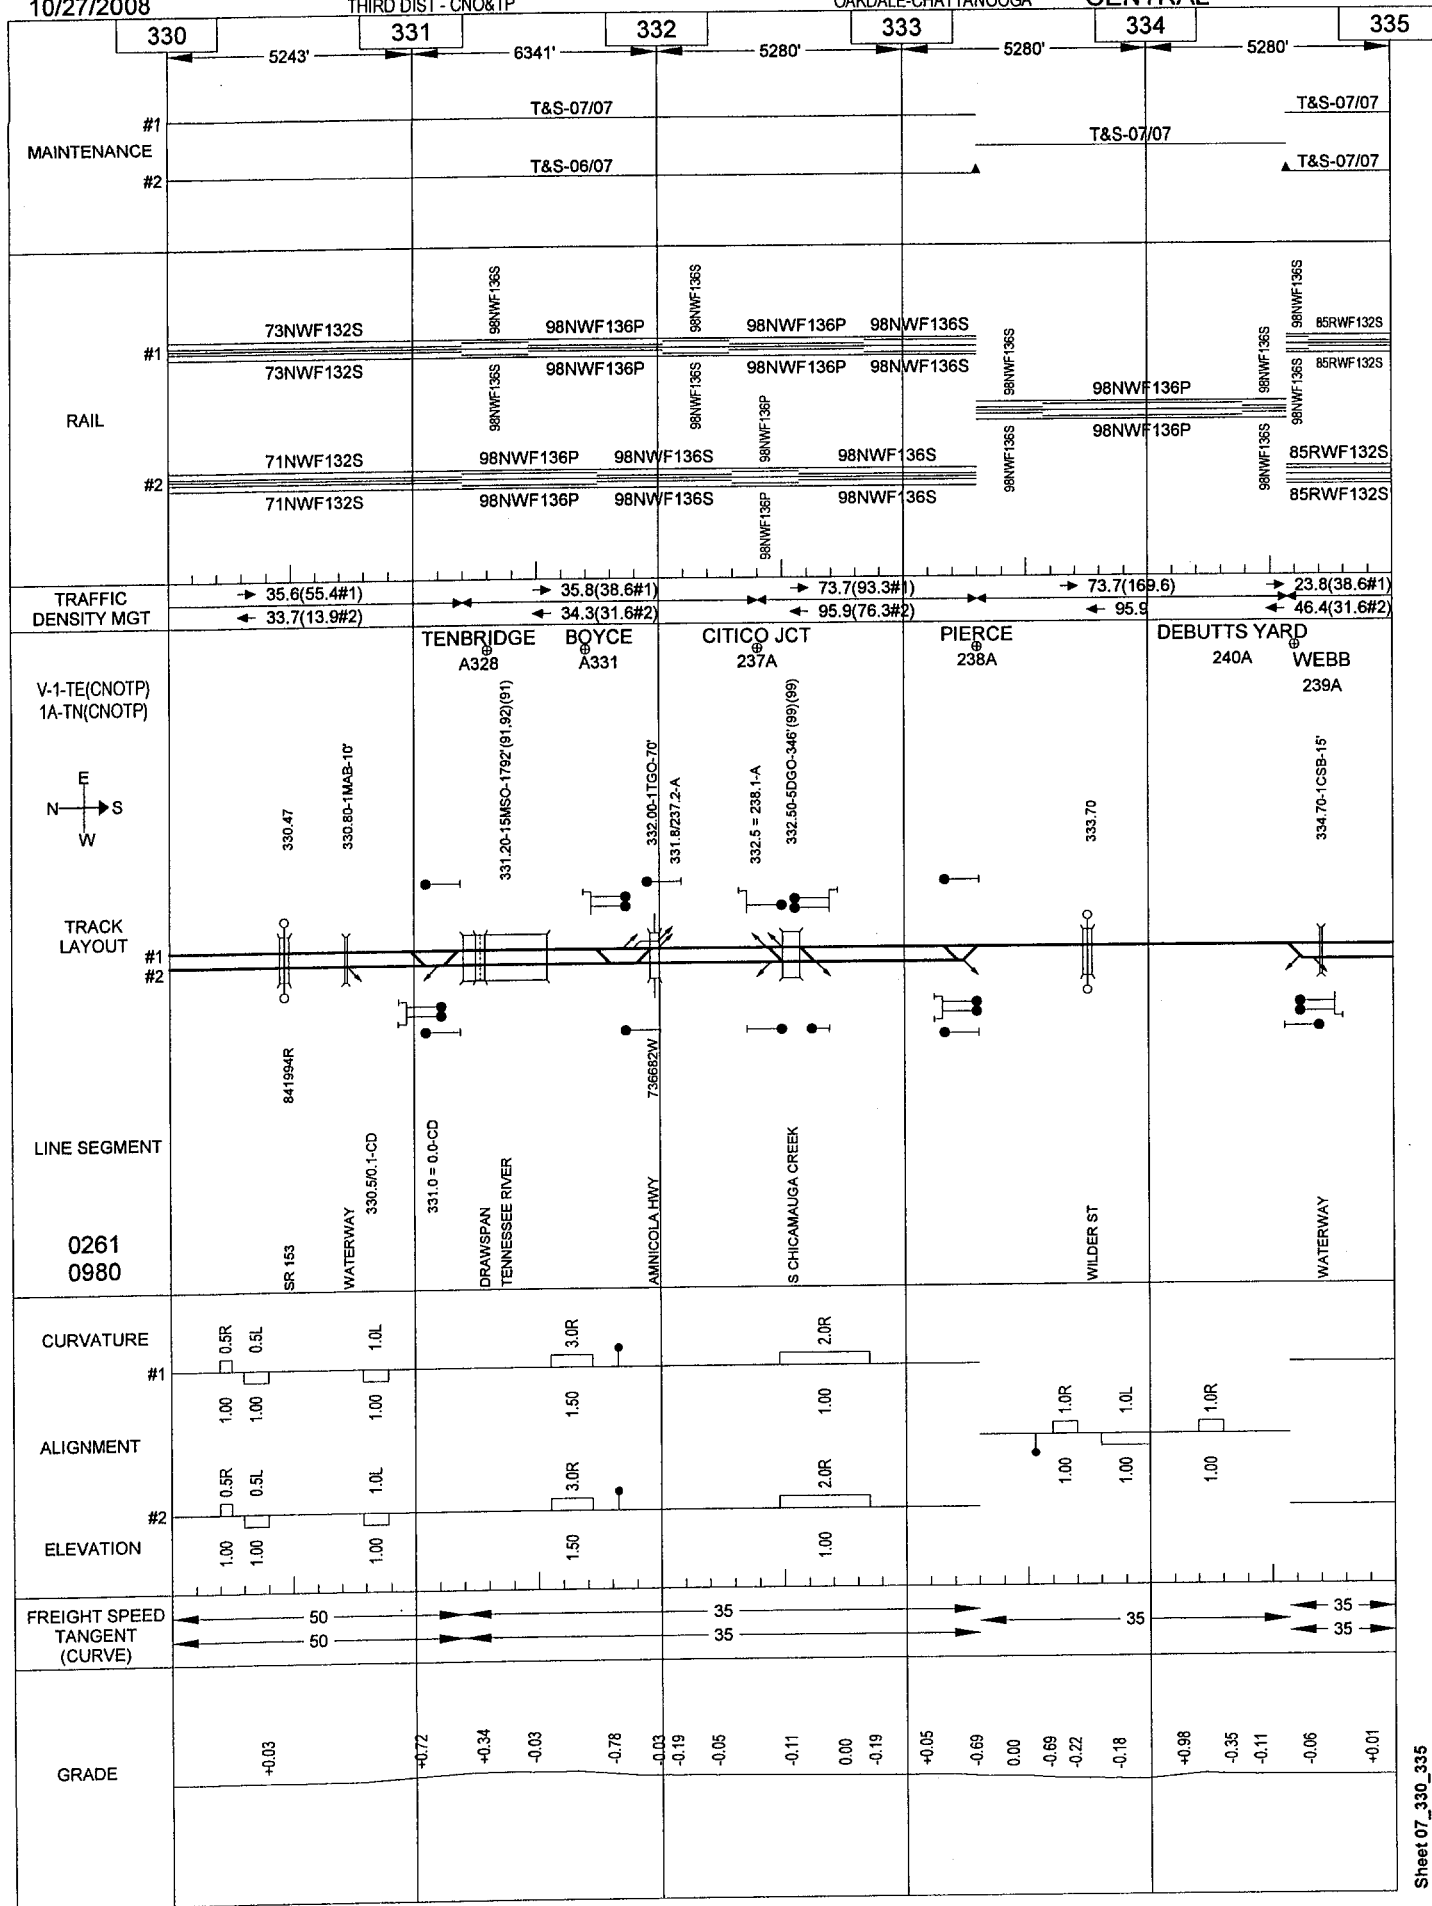 10/27/2008
THIRD DIST - CNO&TP
OAKDALE-CHATTANOOGA
CENTRAL
330 331 332 333 334 335
5243' 6341' 5280' 5280' 5280'
MAINTENANCE
#1
T&S-07/07
T&S-07/07
T&S-07/07
#2
T&S-06/07
T&S-07/07
RAIL
#1
73NWF132S
98NWF136S
98NWF136P
98NWF136S
98NWF136P
98NWF136S
98NWF136S
98NWF136P
98NWF136S
98NWF136S
85RWF132S
73NWF132S
98NWF136S
98NWF136P
98NWF136S
98NWF136P
98NWF136S
98NWF136S
98NWF136P
98NWF136S
98NWF136S
85RWF132S
#2
71NWF132S
98NWF136P
98NWF136S
98NWF136P
98NWF136S
85RWF132S
71NWF132S
98NWF136P
98NWF136S
98NWF136P
98NWF136S
85RWF132S
TRAFFIC
DENSITY MGT
35.6(55.4#1) 35.8(38.6#1) 73.7(93.3#1) 73.7(169.6) 23.8(38.6#1)
33.7(13.9#2) 34.3(31.6#2) 95.9(76.3#2) 95.9 46.4(31.6#2)
TENBRIDGE
A328
BOYCE
A331
CITICO JCT
237A
PIERCE
238A
DEBUTTS YARD
240A
WEBB
239A
V-1-TE(CNOTP)
1A-TN(CNOTP)
E
N S
W
330.47
330.80-1MAB-10'
331.20-15MSO-1792'(91,92)(91)
332.00-1TGO-70'
331.8/237.2-A
332.5 = 238.1-A
332.50-5DGO-346'(99)(99)
333.70
334.70-1CSB-15'
TRACK
LAYOUT
#1
#2
841994R
736682W
LINE SEGMENT
0261
0980
SR 153
WATERWAY
330.5/0.1-CD
331.0 = 0.0-CD
DRAWSPAN
TENNESSEE RIVER
AMNICOLA HWY
S CHICAMAUGA CREEK
WILDER ST
WATERWAY
CURVATURE
#1
0.5R 0.5L 1.0L 3.0R 2.0R
1.00 1.00 1.00 1.50 1.00
ALIGNMENT
1.0R 1.0L 1.0R
1.00 1.00 1.00
#2
0.5R 0.5L 1.0L 3.0R 2.0R
ELEVATION
1.00 1.00 1.00 1.50 1.00
FREIGHT SPEED
TANGENT
(CURVE)
50 35 35 35
50 35 35
GRADE
+0.03 +0.72 +0.34 -0.03 -0.78 -0.03 -0.19 -0.05 -0.11 0.00 -0.19 +0.05 -0.69 0.00 -0.69 -0.22 -0.18 +0.98 -0.35 -0.11 -0.06 +0.01
Sheet 07_330_335